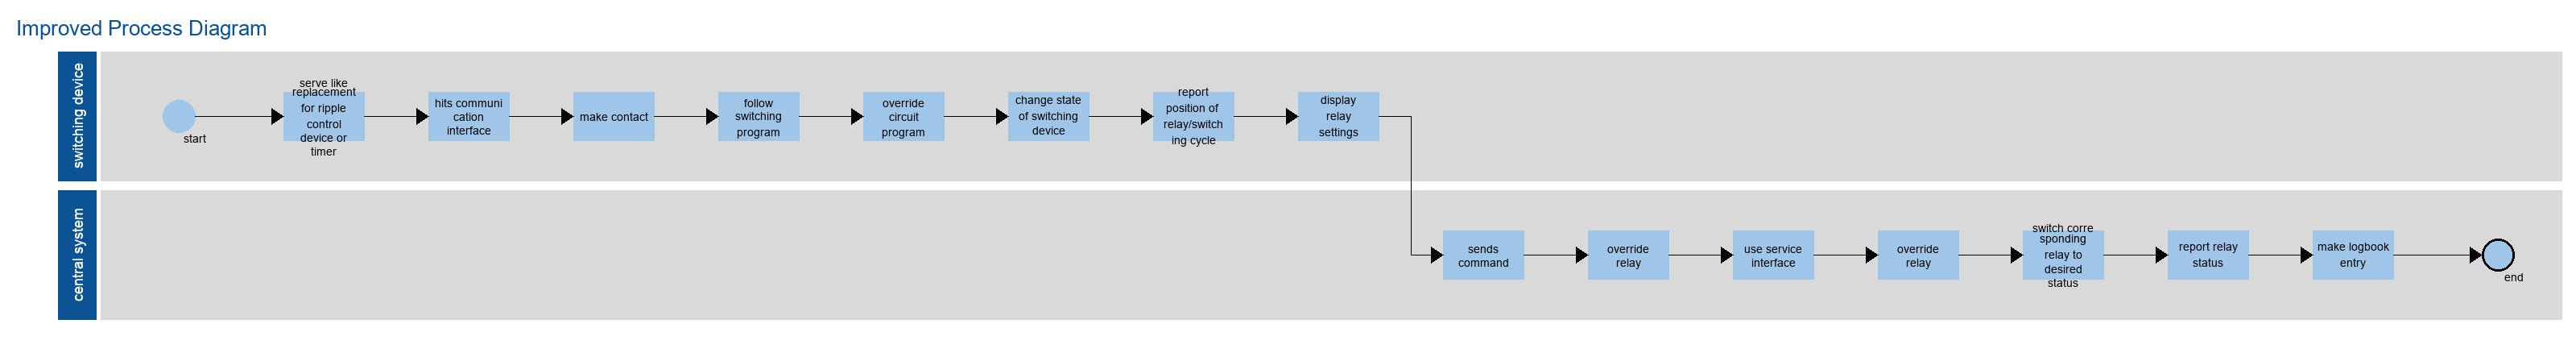 Improved Process Diagram
switching device
start
serve like
replacement
for ripple
control
device or
timer
hits communi
cation
interface
make contact
follow
switching
program
override
circuit
program
change state
of switching
device
report
position of
relay/switch
ing cycle
display
relay
settings
central system
sends
command
override
relay
use service
interface
override
relay
switch corre
sponding
relay to
desired
status
report relay
status
make logbook
entry
end